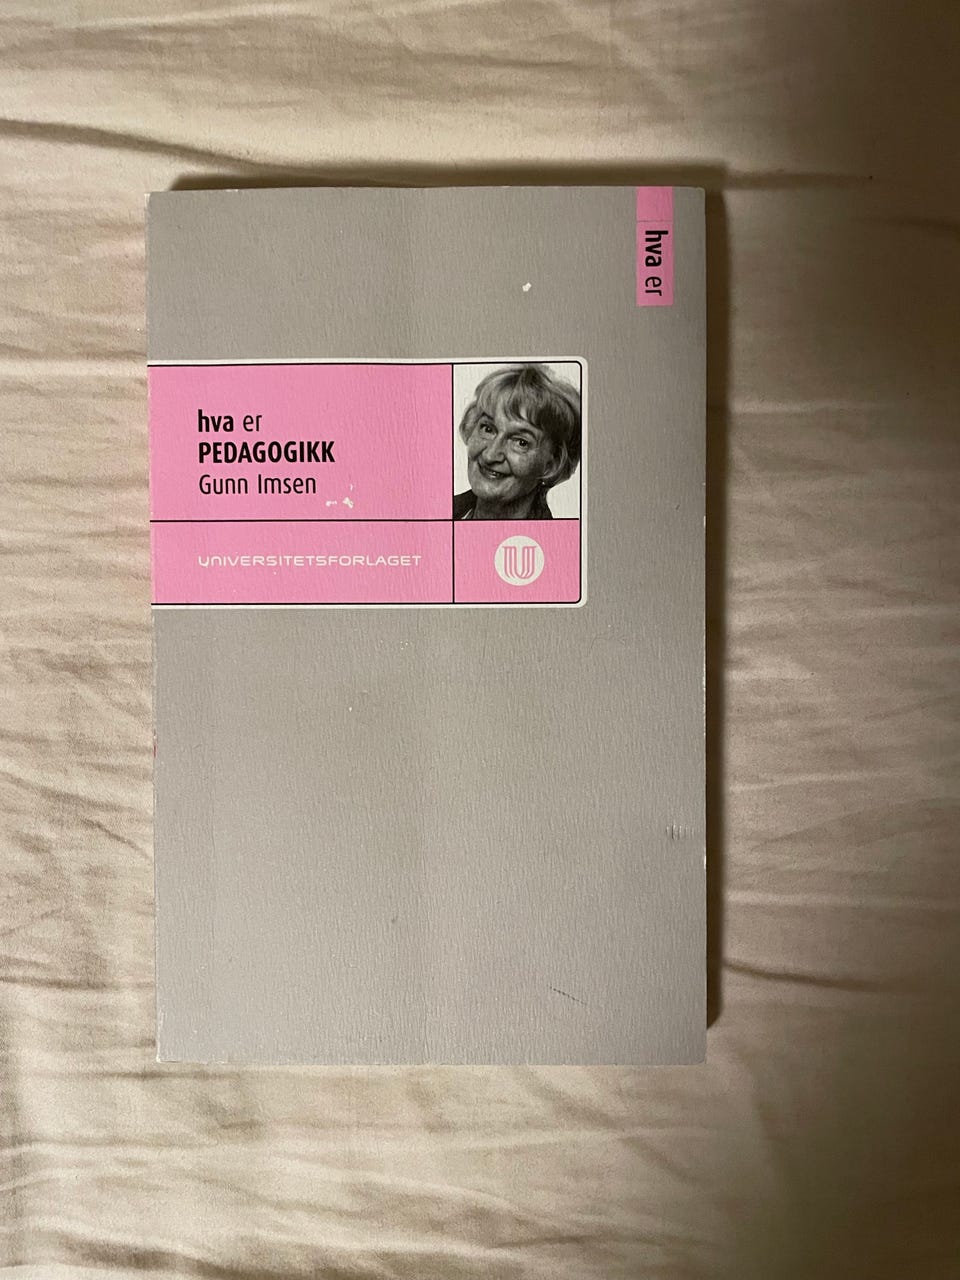 hva er
hva er
PEDAGOGIKK
Gunn Imsen
UNIVERSITETSFORLAGET
U